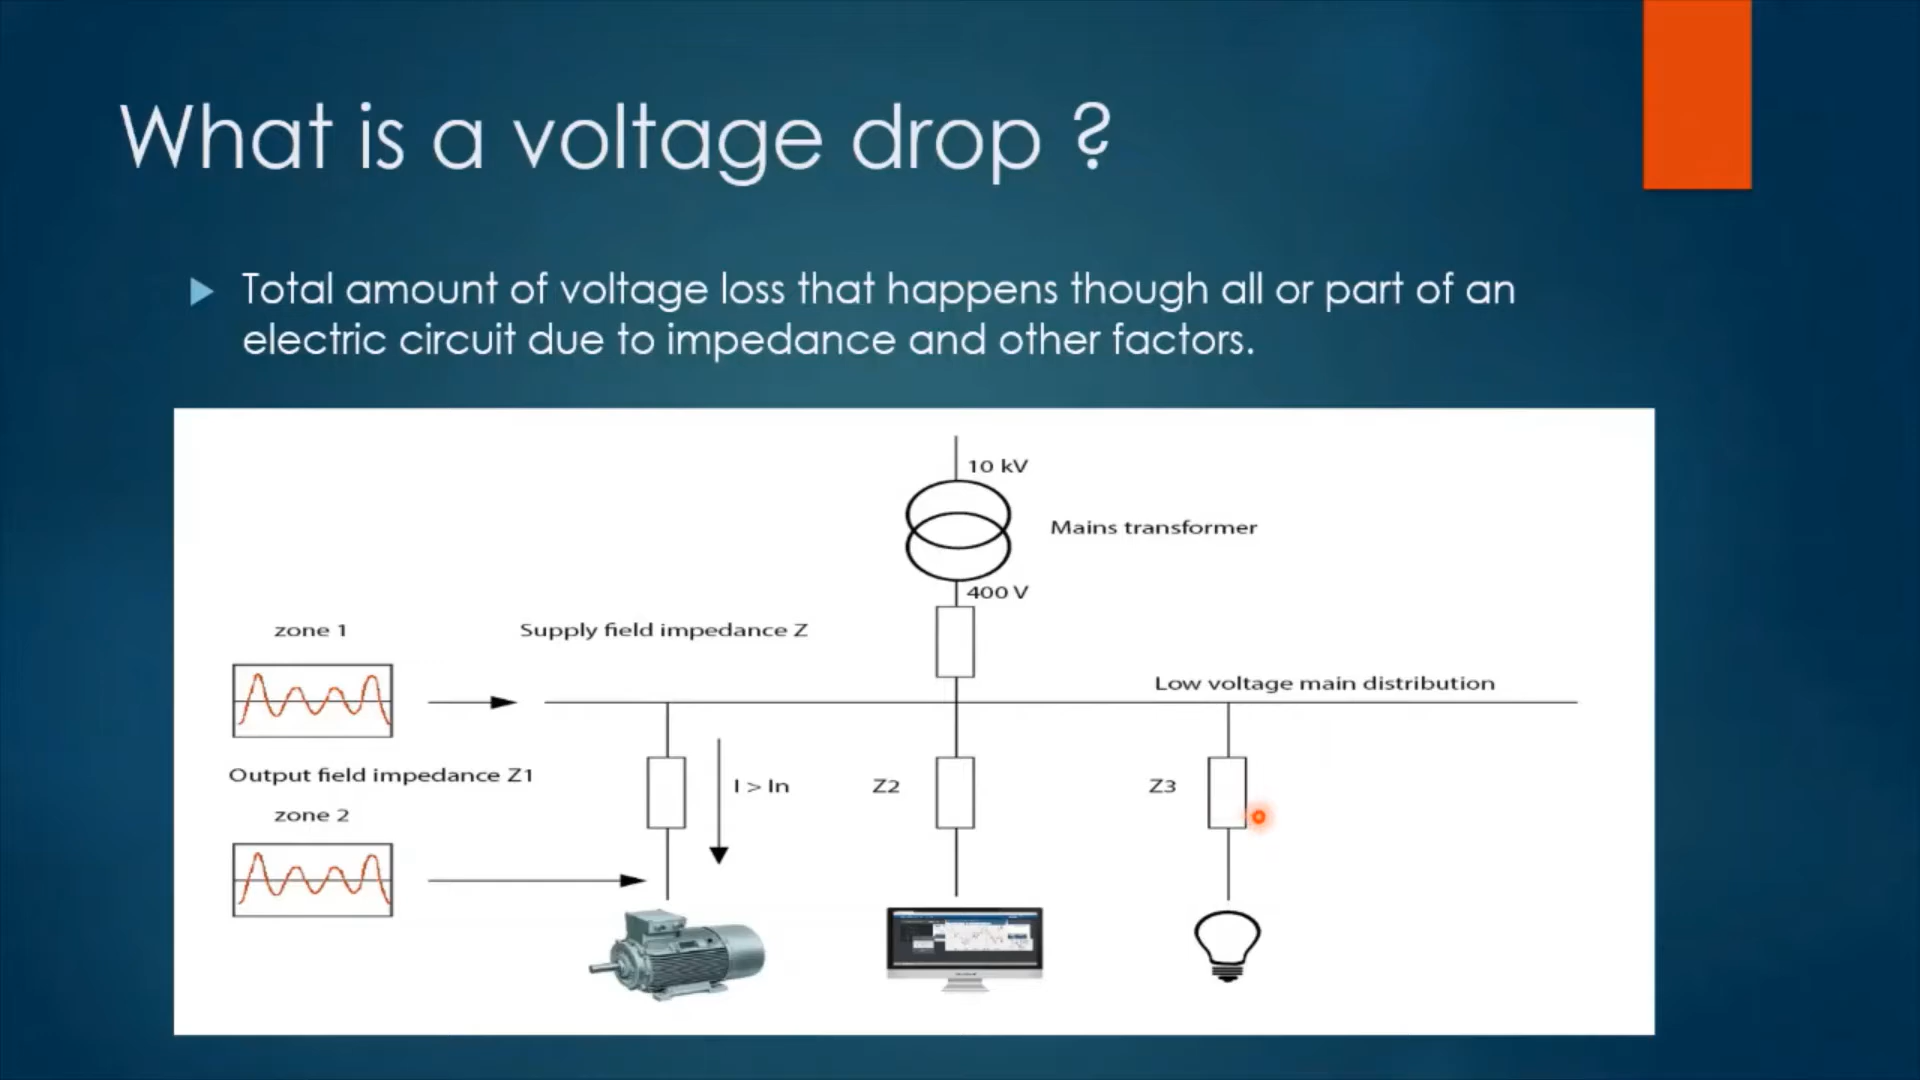 What is a voltage drop ?
Total amount of voltage loss that happens though all or part of an
electric circuit due to impedance and other factors.
10 kV
Mains transformer
400 V
zone 1
Supply field impedance Z
Low voltage main distribution
Output field impedance Z1
zone 2
I > In
Z2
Z3